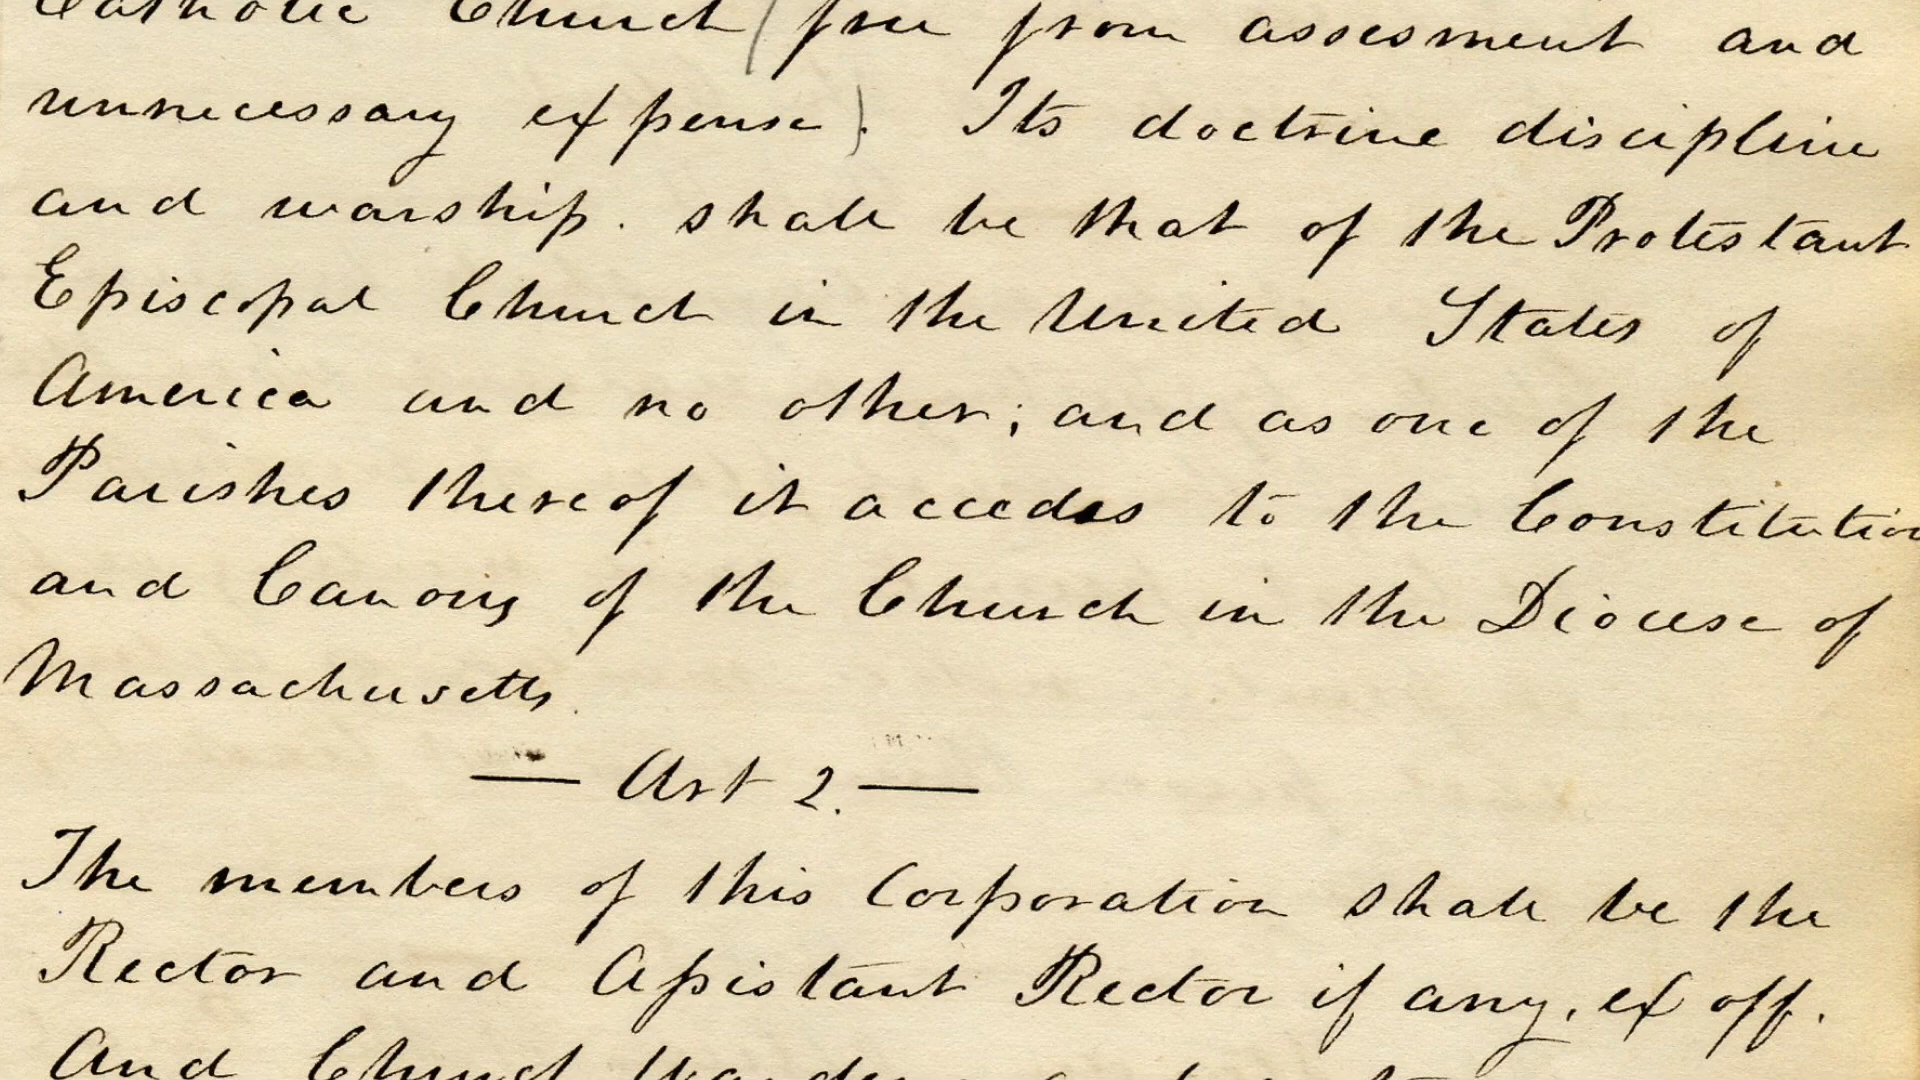 Catholic Church (free from assesment and
unnecessary expense). Its doctrine discipline
and worship. shall be that of the Protestant
Episcopal Church in the United States of
America and no other; and as one of the
Parishes thereof it accedes to the Constitution
and Canons of the Church in the Diocese of
Massachusetts.
— Art 2. —
The members of this Corporation shall be the
Rector and Assistant Rector if any, ex off.
And Church